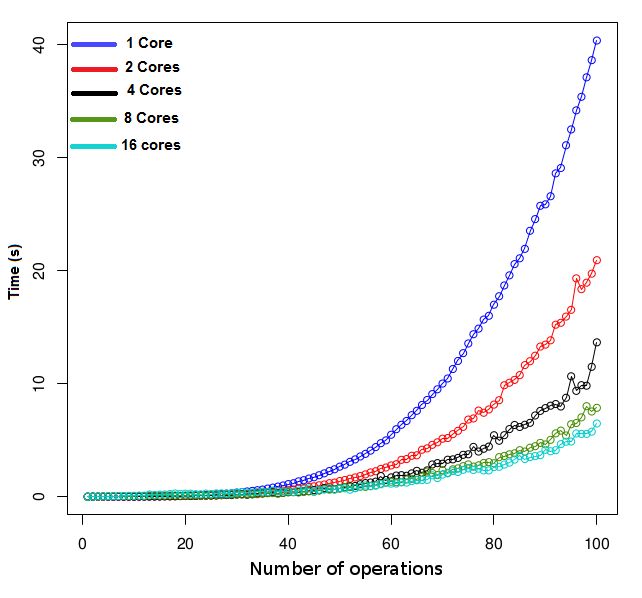 1 Core
2 Cores
4 Cores
8 Cores
16 cores
Time (s)
40
30
20
10
0
0 20 40 60 80 100
Number of operations